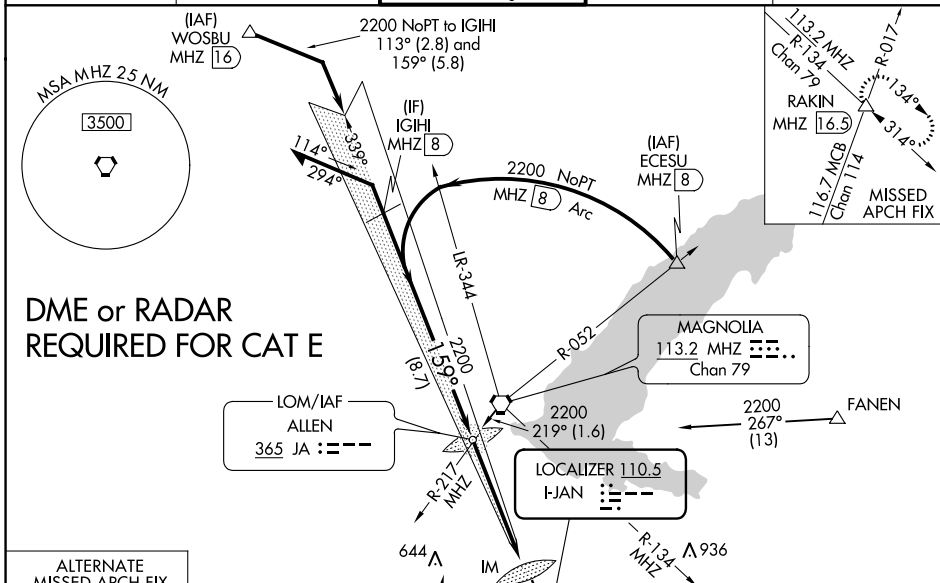 (IAF)
WOSBU
MHZ 16
2200 NoPT to IGIHI
113° (2.8) and
159° (5.8)
MSA MHZ 25 NM
3500
(IF)
IGIHI
MHZ 8
339°
114°
294°
2200 NoPT
MHZ 8 Arc
(IAF)
ECESU
MHZ 8
113.2 MHZ
R-134
Chan 79
R-017
134°
314°
RAKIN
MHZ 16.5
116.7 MCB
Chan 114
MISSED
APCH FIX
DME or RADAR
REQUIRED FOR CAT E
LR-344
2200
159°
(8.7)
R-052
MAGNOLIA
113.2 MHZ
Chan 79
LOM/IAF
ALLEN
365 JA
2200
219° (1.6)
2200
267°
(13)
FANEN
R-217
MHZ
LOCALIZER 110.5
I-JAN
R-134
MHZ
644
IM
936
ALTERNATE
MISSED APCH FIX